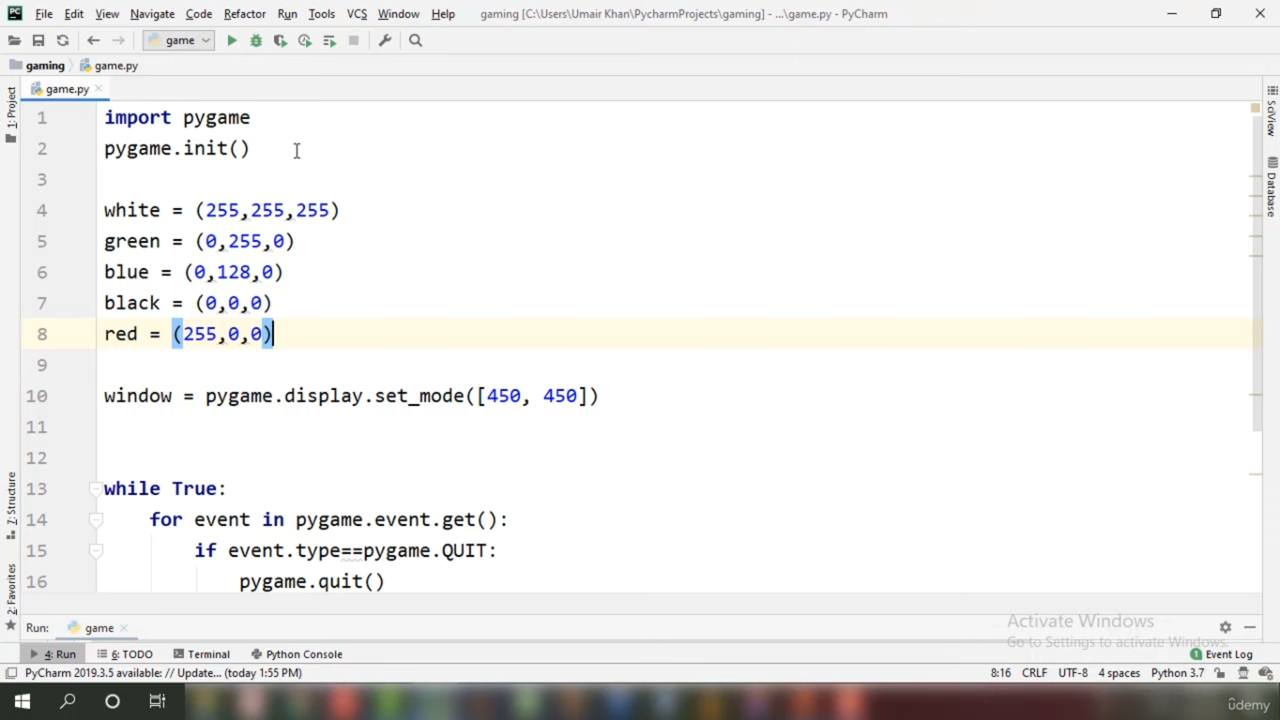 File Edit View Navigate Code Refactor Run Tools VCS Window Help gaming [C:\Users\Umair Khan\PycharmProjects\gaming] - ...\game.py - PyCharm
game
gaming game.py
game.py
1: Project
SciView
Database
1 import pygame
2 pygame.init()
3
4 white = (255,255,255)
5 green = (0,255,0)
6 blue = (0,128,0)
7 black = (0,0,0)
8 red = (255,0,0)
9
10 window = pygame.display.set_mode([450, 450])
11
12
13 while True:
14 for event in pygame.event.get():
15 if event.type==pygame.QUIT:
16 pygame.quit()
7: Structure
2: Favorites
Run: game
Activate Windows
Go to Settings to activate Windows.
4: Run 6: TODO Terminal Python Console 1 Event Log
PyCharm 2019.3.5 available: // Update... (today 1:55 PM) 8:16 CRLF UTF-8 4 spaces Python 3.7
ûdemy